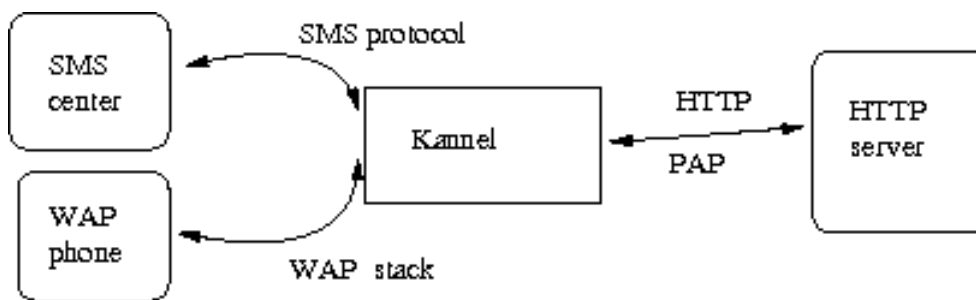 SMS protocol
SMS
center
Kannel
HTTP
PAP
HTTP
server
WAP
phone
WAP stack